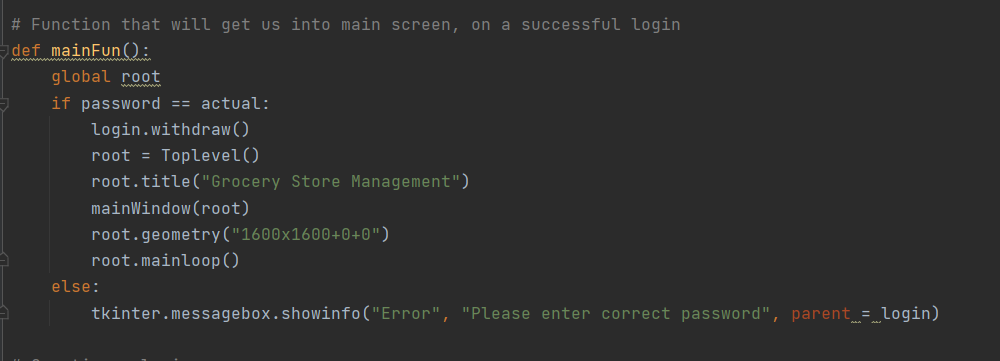 # Function that will get us into main screen, on a successful login
def mainFun():
    global root
    if password == actual:
        login.withdraw()
        root = Toplevel()
        root.title("Grocery Store Management")
        mainWindow(root)
        root.geometry("1600x1600+0+0")
        root.mainloop()
    else:
        tkinter.messagebox.showinfo("Error", "Please enter correct password", parent = login)